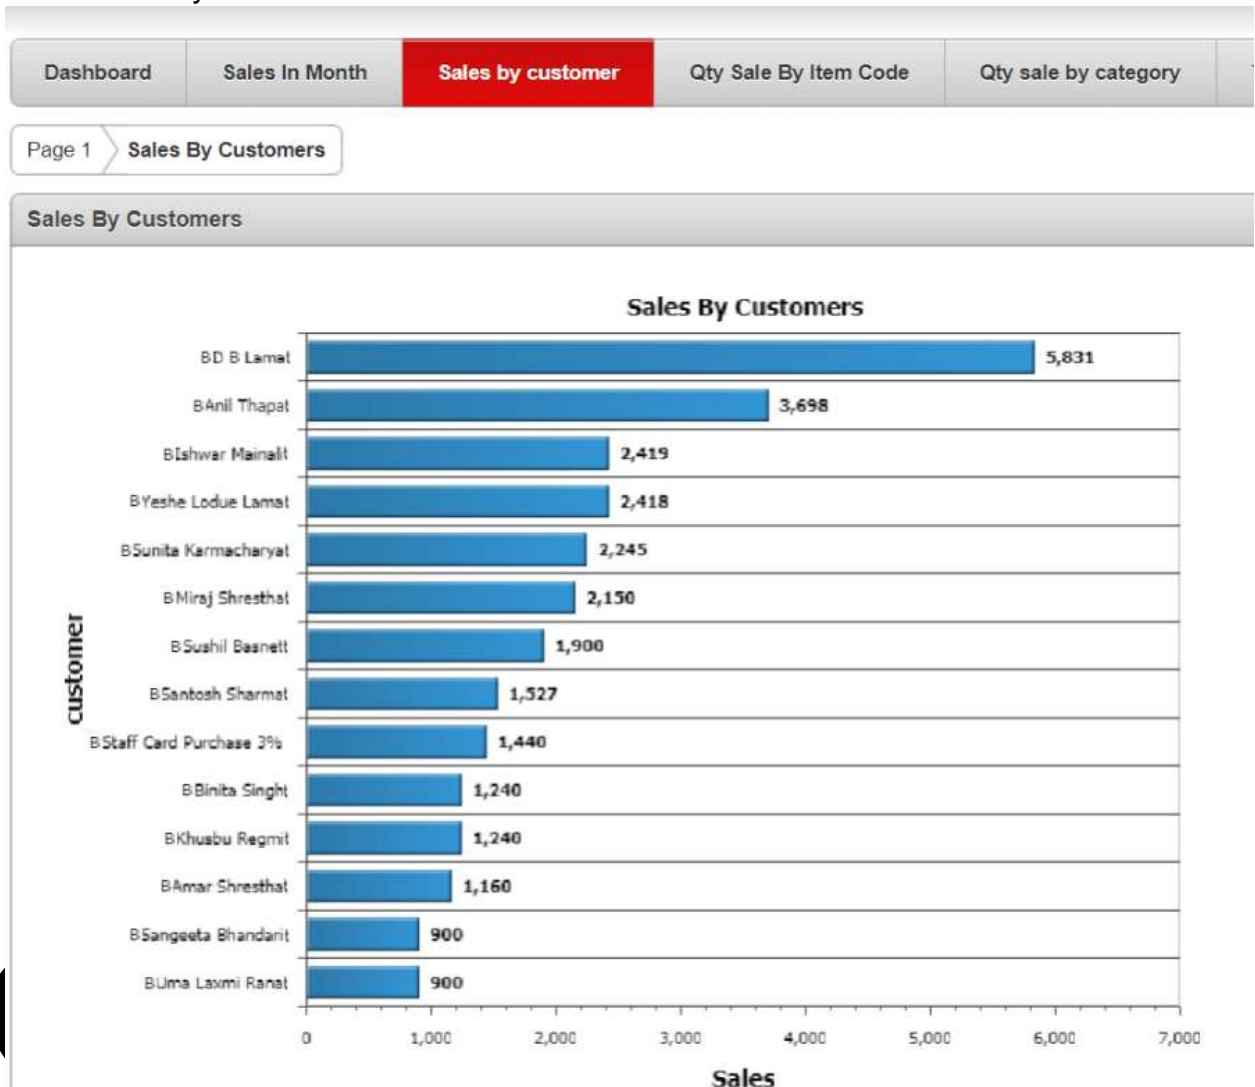 Dashboard Sales In Month Sales by customer Qty Sale By Item Code Qty sale by category
Page 1 Sales By Customers
Sales By Customers
Sales By Customers
BD B Lamat 5,831
BAnil Thapat 3,698
BIshwar Mainalit 2,419
BYeshe Lodue Lamat 2,418
BSunita Karmacharyat 2,245
BMiraj Shresthat 2,150
BSushil Basnett 1,900
BSantosh Sharmat 1,527
BStaff Card Purchase 3% 1,440
BBinita Singht 1,240
BKhusbu Regmit 1,240
BAmar Shresthat 1,160
BSangeeta Bhandarit 900
BUma Laxmi Ranat 900
customer
0 1,000 2,000 3,000 4,000 5,000 6,000 7,000
Sales